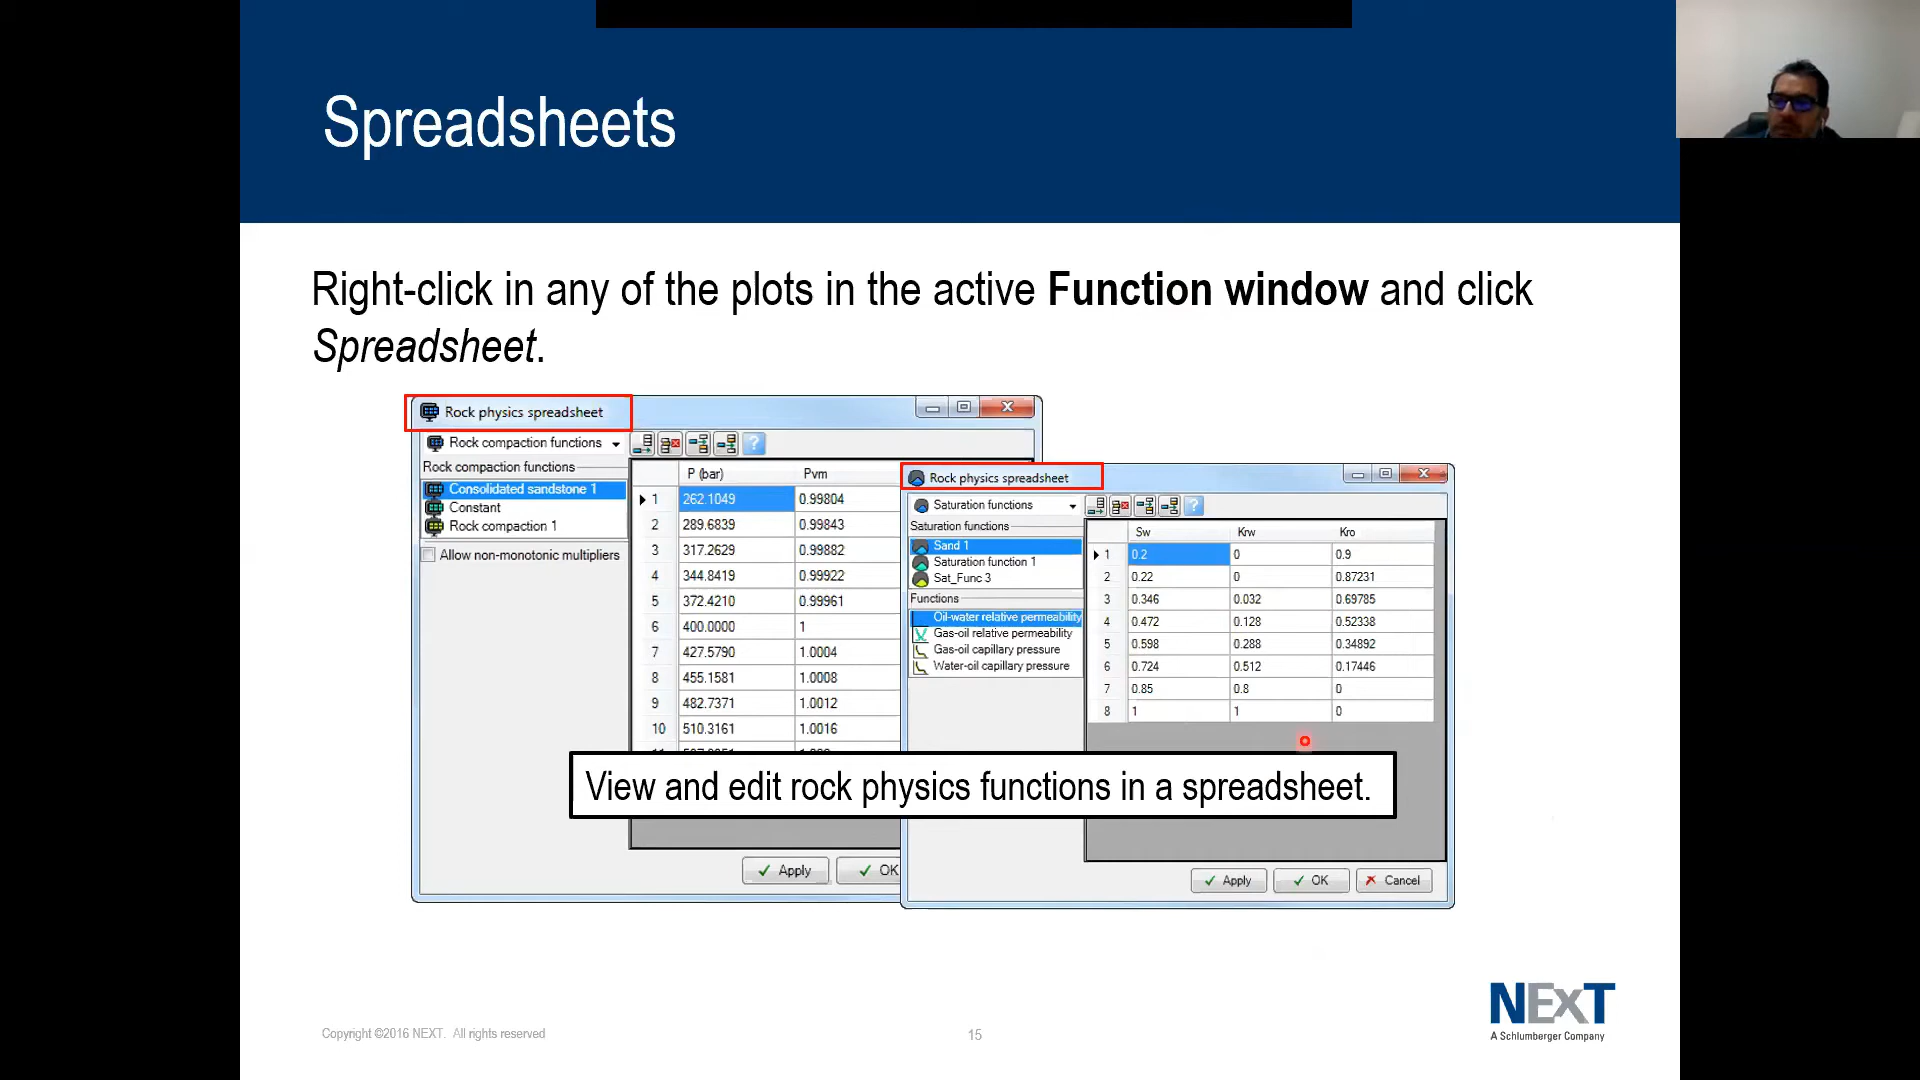 Spreadsheets
Right-click in any of the plots in the active Function window and click
Spreadsheet.
Rock physics spreadsheet
Rock compaction functions
Rock compaction functions
Consolidated sandstone 1
Constant
Rock compaction 1
Allow non-monotonic multipliers
P (bar) Pvm
1 262.1049 0.99804
2 289.6839 0.99843
3 317.2629 0.99882
4 344.8419 0.99922
5 372.4210 0.99961
6 400.0000 1
7 427.5790 1.0004
8 455.1581 1.0008
9 482.7371 1.0012
10 510.3161 1.0016
Apply OK
Rock physics spreadsheet
Saturation functions
Saturation functions
Sand 1
Saturation function 1
Sat_Func 3
Functions
Oil-water relative permeability
Gas-oil relative permeability
Gas-oil capillary pressure
Water-oil capillary pressure
Sw Krw Kro
1 0.2 0 0.9
2 0.22 0 0.87231
3 0.346 0.032 0.69785
4 0.472 0.128 0.52338
5 0.598 0.288 0.34892
6 0.724 0.512 0.17446
7 0.85 0.8 0
8 1 1 0
Apply OK Cancel
View and edit rock physics functions in a spreadsheet.
Copyright ©2016 NEXT. All rights reserved
15
NExT
A Schlumberger Company